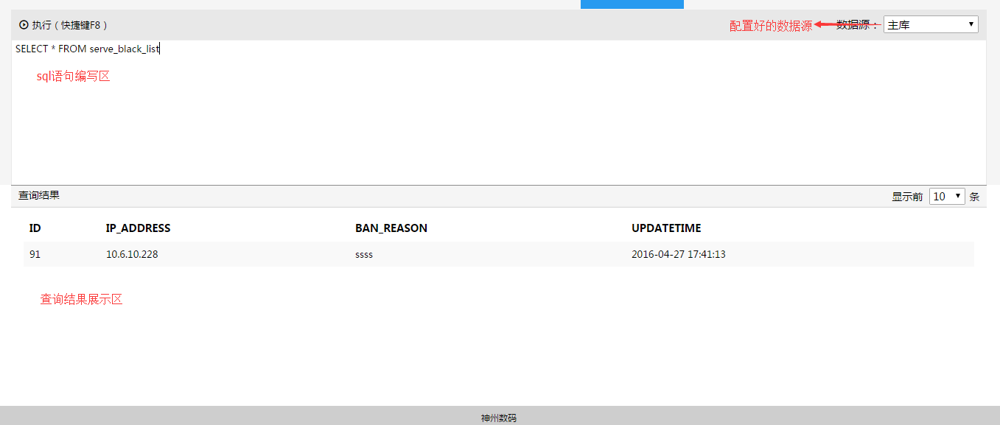 执行（快捷键F8）
配置好的数据源 数据源： 主库
SELECT * FROM serve_black_list
sql语句编写区
查询结果 显示前 10 条
ID IP_ADDRESS BAN_REASON UPDATETIME
91 10.6.10.228 ssss 2016-04-27 17:41:13
查询结果展示区
神州数码